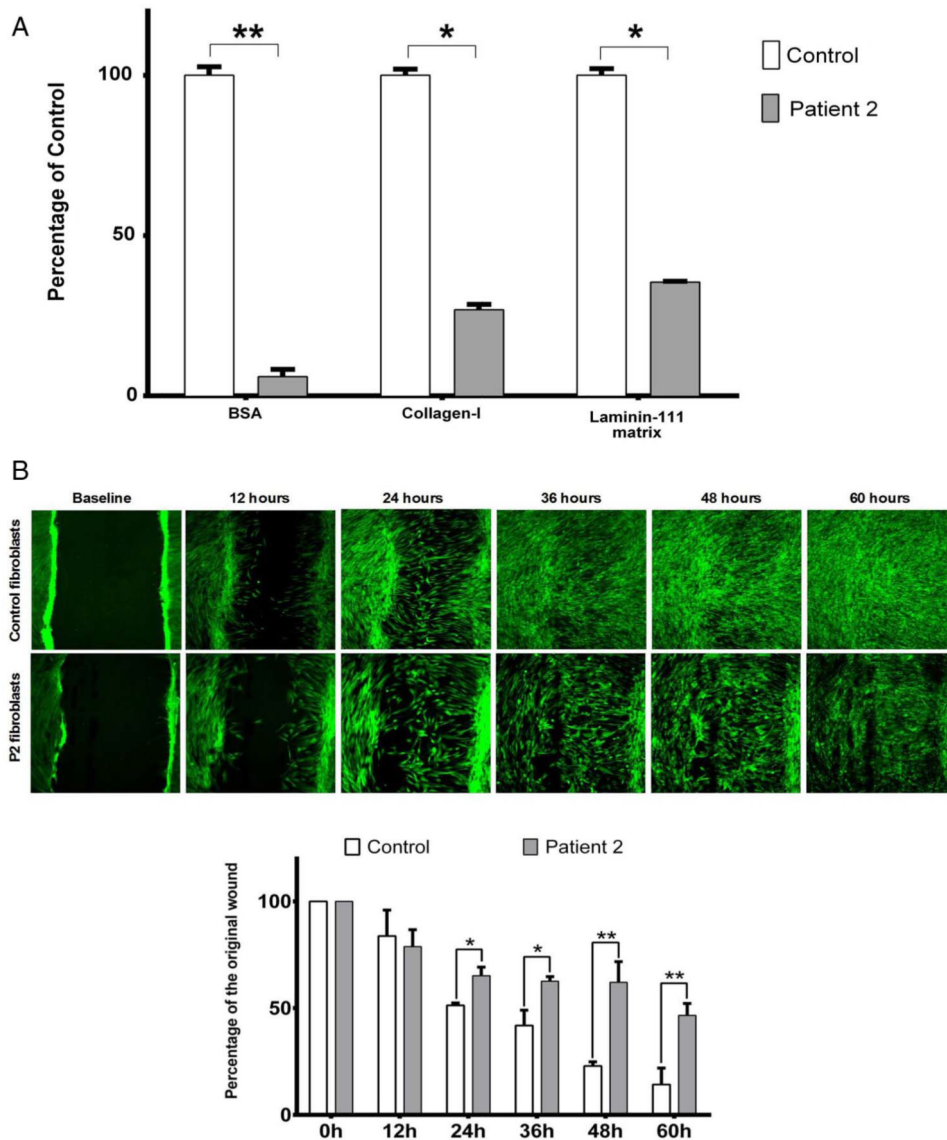 A
** * *
Control
Patient 2
Percentage of Control
100
50
0
BSA Collagen-I Laminin-111
matrix
B
Baseline 12 hours 24 hours 36 hours 48 hours 60 hours
Control fibroblasts
P2 fibroblasts
Control Patient 2
Percentage of the original wound
100
50
0
* * ** **
0h 12h 24h 36h 48h 60h